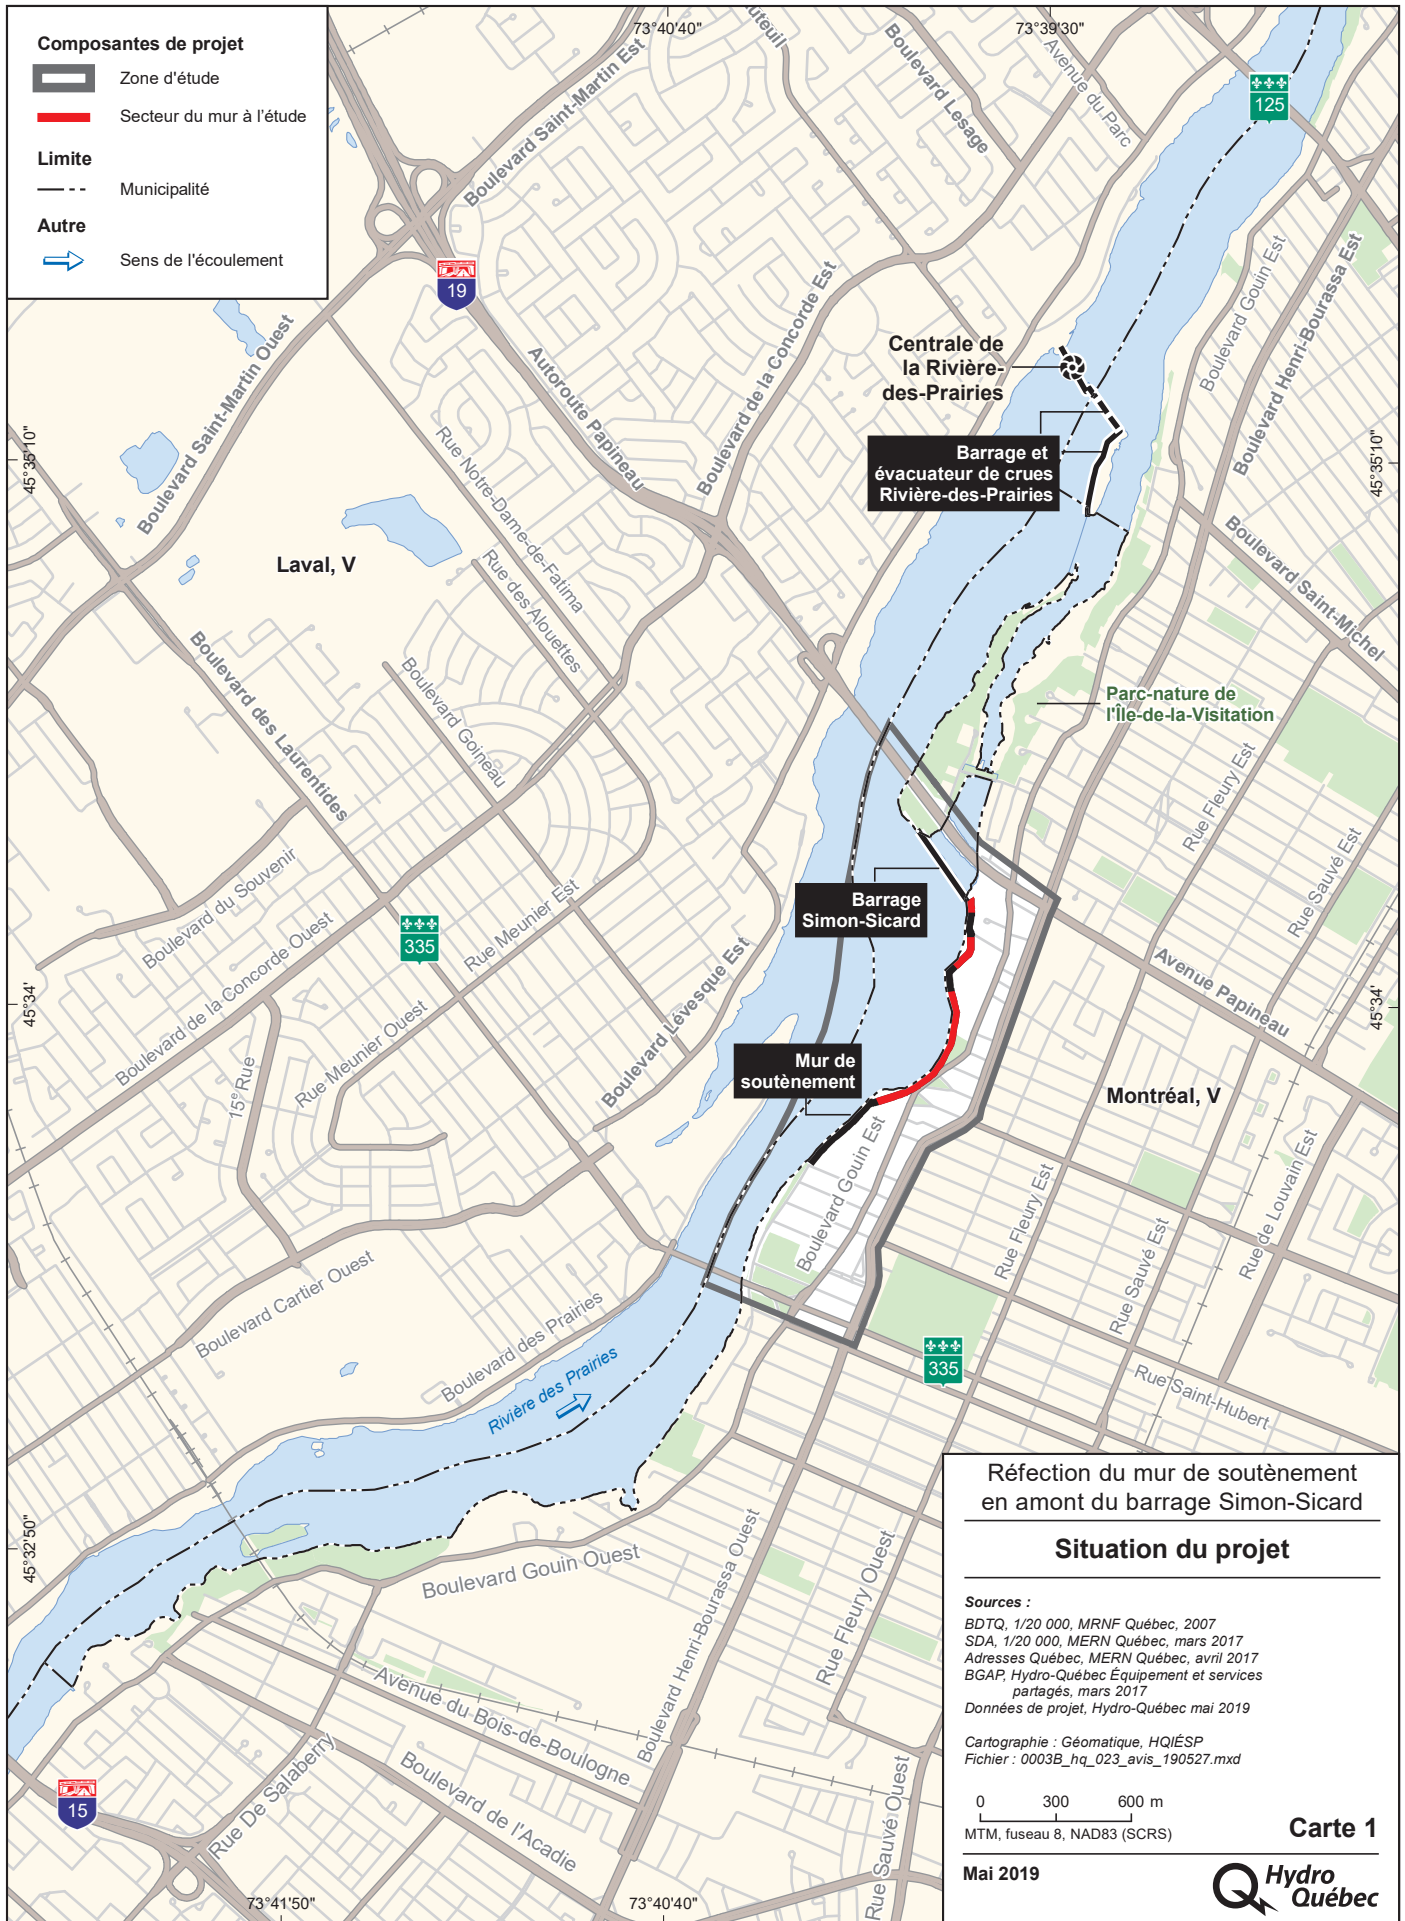 Composantes de projet
Zone d'étude
Secteur du mur à l'étude
Limite
Municipalité
Autre
Sens de l'écoulement
73°40'40"
73°39'30"
Boulevard Saint-Martin Est
Boulevard Lesage
Avenue du Parc
125
19
Boulevard Saint-Martin Ouest
Autoroute Papineau
Boulevard de la Concorde Est
Boulevard Gouin Est
Boulevard Henri-Bourassa Est
Centrale de
la Rivière-
des-Prairies
Barrage et
évacuateur de crues
Rivière-des-Prairies
45°35'10"
45°35'10"
Rue Notre-Dame-de-Fatima
Rue des Alouettes
Laval, V
Boulevard Saint-Michel
Boulevard des Laurentides
Boulevard Goineau
Parc-nature de
l'Île-de-la-Visitation
Rue Fleury Est
Rue Sauvé Est
Boulevard du Souvenir
Boulevard de la Concorde Ouest
335
Rue Meunier Est
Rue Meunier Ouest
Boulevard Lévesque Est
Barrage
Simon-Sicard
Avenue Papineau
45°34'
45°34'
15e Rue
Mur de
soutènement
Montréal, V
Boulevard Gouin Est
Rue Fleury Est
Rue Sauvé Est
Rue de Louvain Est
Boulevard Cartier Ouest
Boulevard des Prairies
Rivière des Prairies
335
Rue Saint-Hubert
45°32'50"
Boulevard Gouin Ouest
Boulevard Henri-Bourassa Ouest
Rue Fleury Ouest
Avenue du Bois-de-Boulogne
Boulevard de l'Acadie
Rue De Salaberry
Rue Sauvé Ouest
15
73°41'50"
73°40'40"
Réfection du mur de soutènement
en amont du barrage Simon-Sicard
Situation du projet
Sources :
BDTQ, 1/20 000, MRNF Québec, 2007
SDA, 1/20 000, MERN Québec, mars 2017
Adresses Québec, MERN Québec, avril 2017
BGAP, Hydro-Québec Équipement et services
partagés, mars 2017
Données de projet, Hydro-Québec mai 2019
Cartographie : Géomatique, HQIÉSP
Fichier : 0003B_hq_023_avis_190527.mxd
0 300 600 m
MTM, fuseau 8, NAD83 (SCRS)
Carte 1
Mai 2019
Hydro
Québec